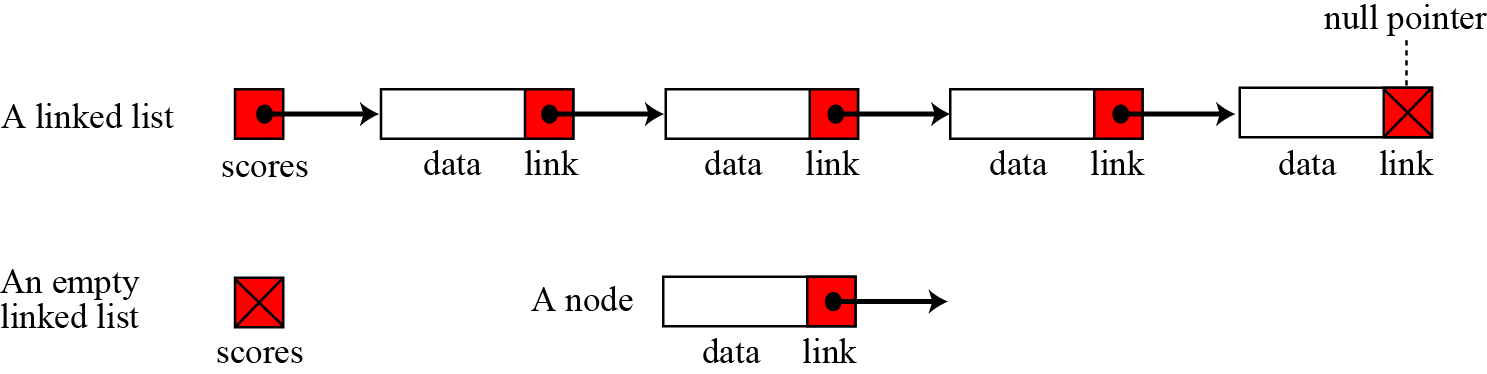 null pointer
A linked list
scores
data link data link data link data link
An empty
linked list
A node
scores
data link